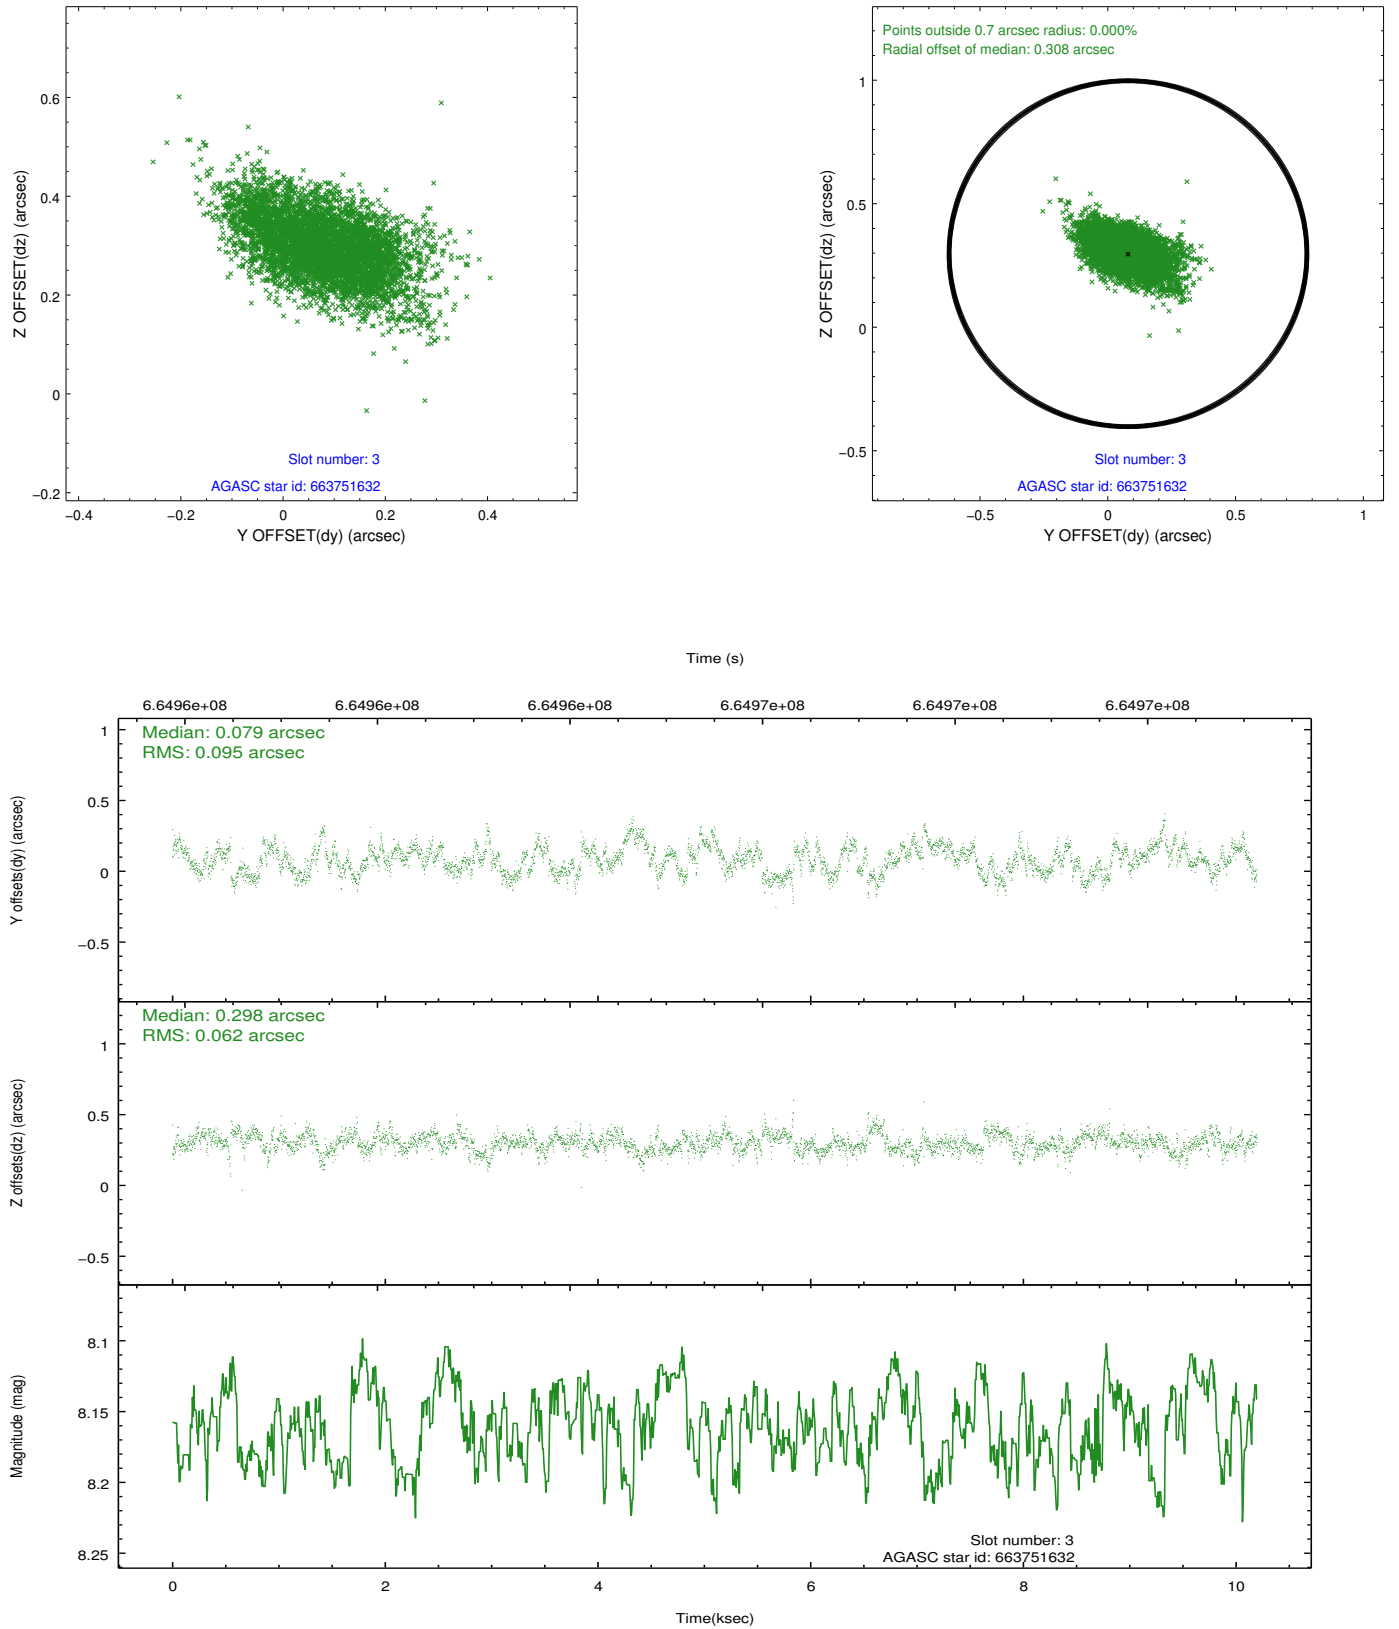 0.6
0.4
0.2
0
−0.2
Z OFFSET(dz) (arcsec)
−0.4 −0.2 0 0.2 0.4
Y OFFSET(dy) (arcsec)
Slot number: 3
AGASC star id: 663751632
Points outside 0.7 arcsec radius: 0.000%
Radial offset of median: 0.308 arcsec
1
0.5
0
−0.5
Z OFFSET(dz) (arcsec)
−0.5 0 0.5 1
Y OFFSET(dy) (arcsec)
Slot number: 3
AGASC star id: 663751632
Time (s)
6.6496e+08 6.6496e+08 6.6496e+08 6.6497e+08 6.6497e+08 6.6497e+08
Median: 0.079 arcsec
RMS: 0.095 arcsec
1
0.5
0
−0.5
Y offsets(dy) (arcsec)
Median: 0.298 arcsec
RMS: 0.062 arcsec
1
0.5
0
−0.5
Z offsets(dz) (arcsec)
8.1
8.15
8.2
8.25
Magnitude (mag)
Slot number: 3
AGASC star id: 663751632
0 2 4 6 8 10
Time(ksec)